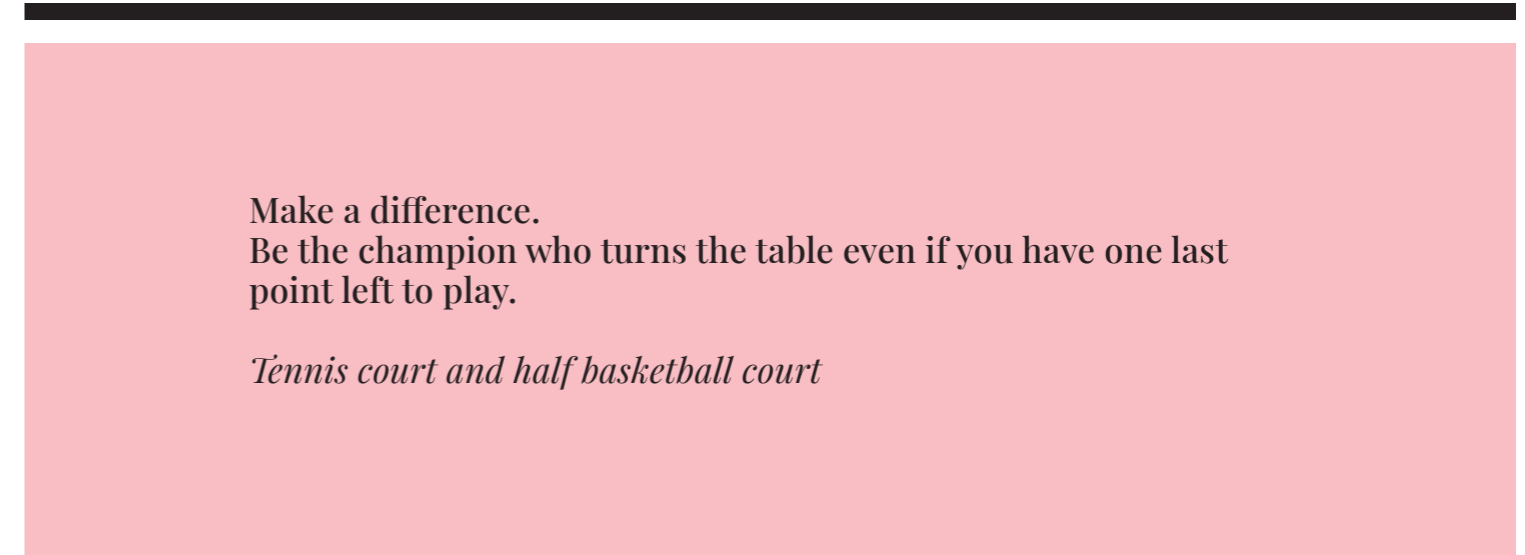 Make a difference.
Be the champion who turns the table even if you have one last
point left to play.
Tennis court and half basketball court